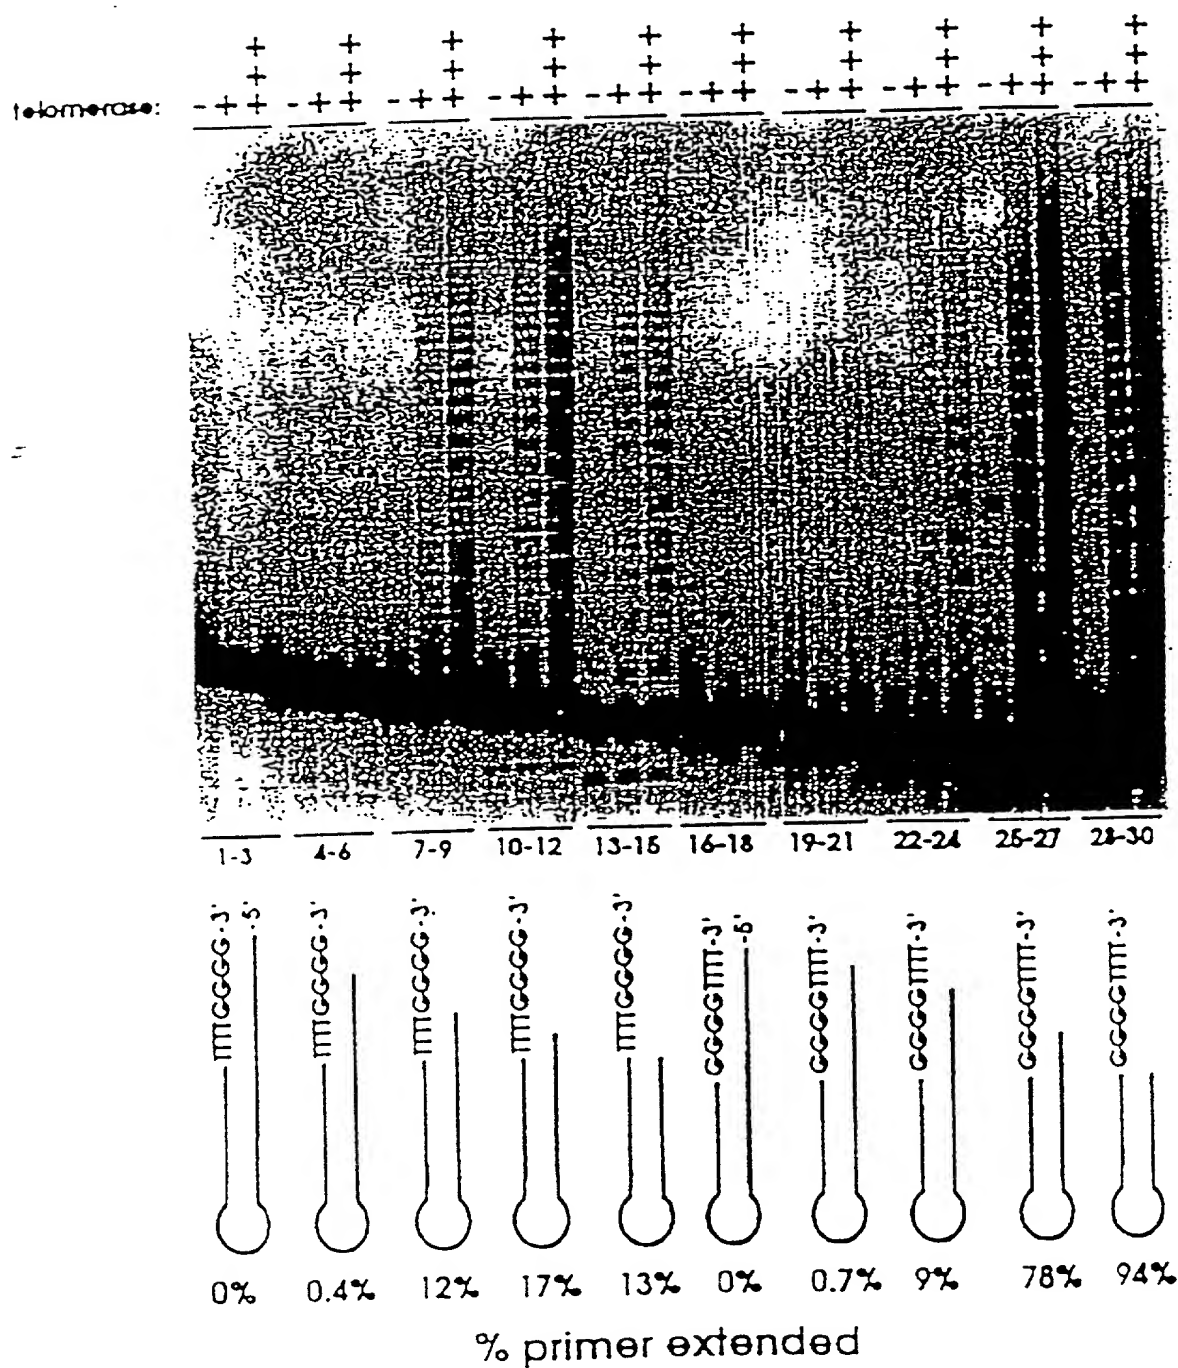 + + + + + + + + + +
+ + + + + + + + + +
telomerase: - + + - + + - + + - + + - + + - + + - + + - + + - + + - + +
1-3 4-6 7-9 10-12 13-15 16-18 19-21 22-24 25-27 28-30
TTTTGGGG-3' -5' TTTTGGGG-3' TTTTGGGG-3' TTTTGGGG-3' TTTTGGGG-3' GGGGTTTT-3' -5' GGGGTTTT-3' GGGGTTTT-3' GGGGTTTT-3' GGGGTTTT-3'
0% 0.4% 12% 17% 13% 0% 0.7% 9% 78% 94%
% primer extended